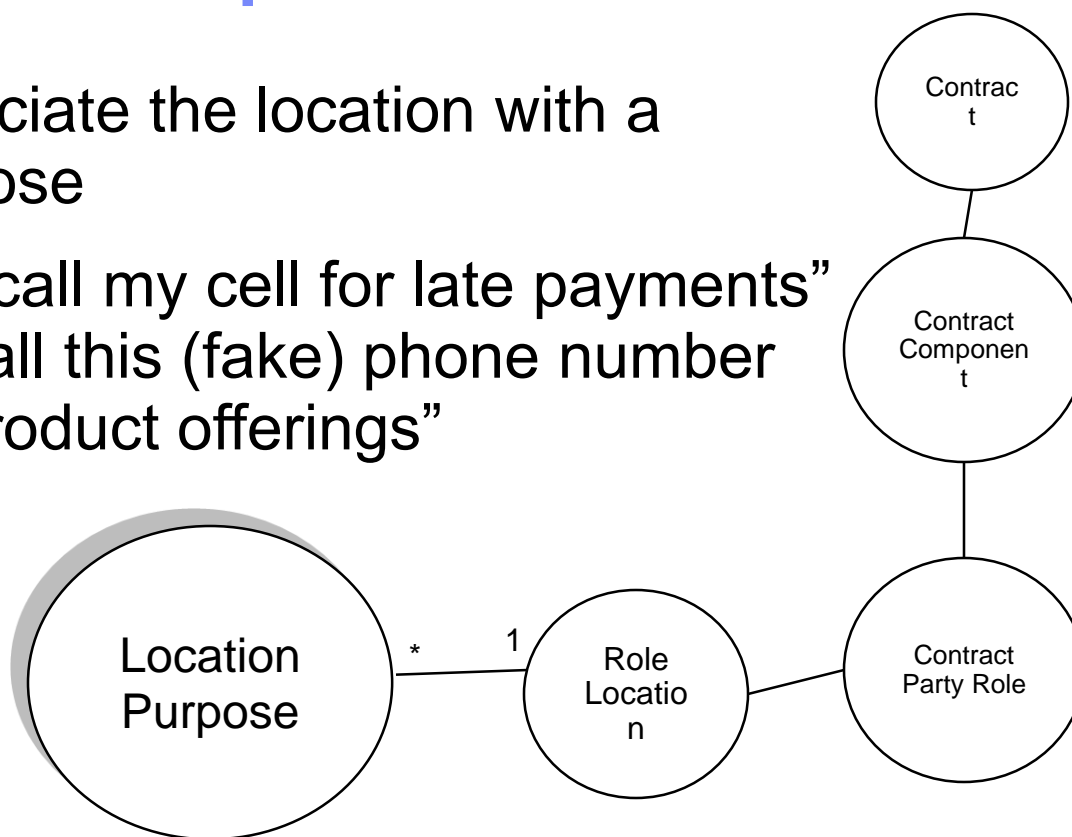 ciate the location with a
ose
call my cell for late payments”
all this (fake) phone number
roduct offerings”
Contrac
t
Contract
Componen
t
Contract
Party Role
Role
Locatio
n
1
*
Location
Purpose